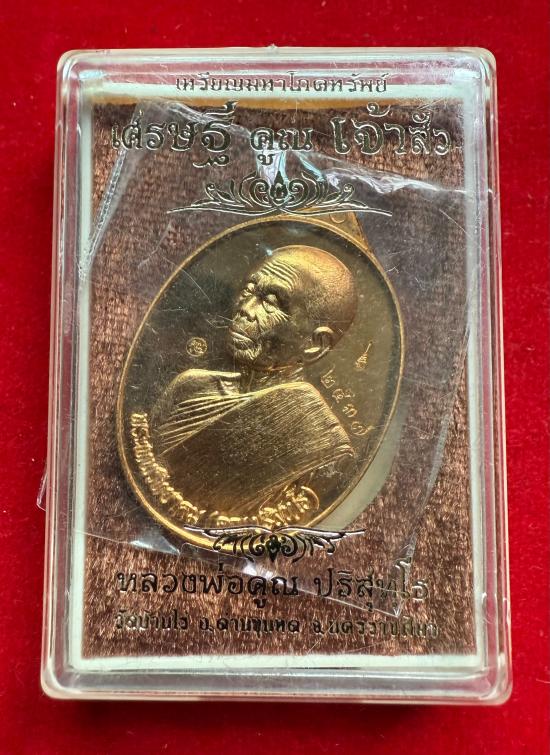 เหรียญมหาโภคทรัพย์
เศรษฐี คูณ เจ้าสัว
๒๕๓๗
หลวงพ่อคูณ ปริสุทโธ
วัดบ้านไร่ อ.ด่านขุนทด จ.นครราชสีมา